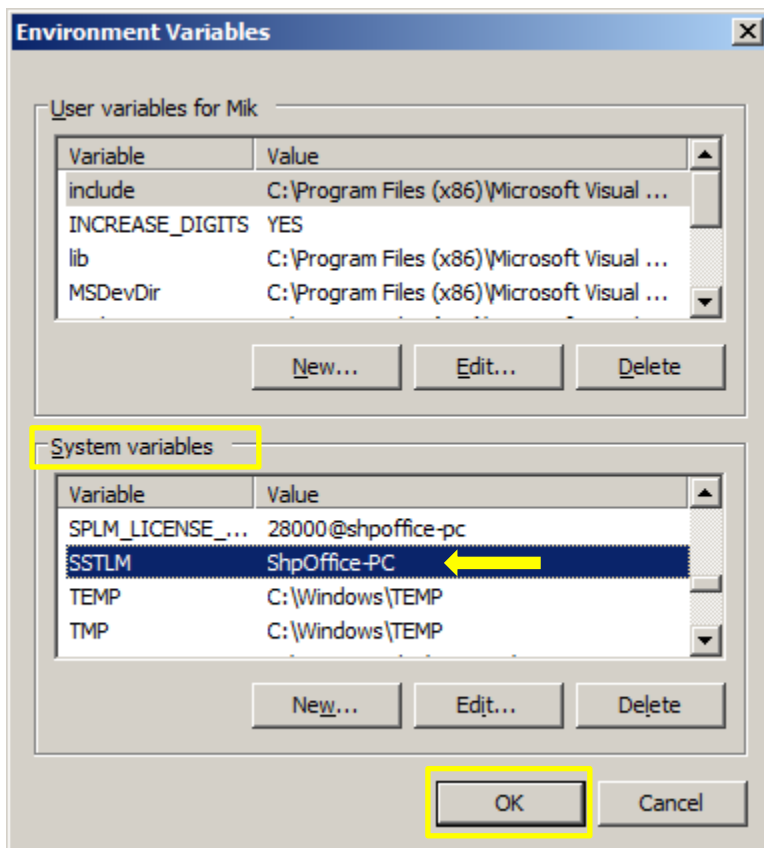 Environment Variables
User variables for Mik
Variable Value
include C:\Program Files (x86)\Microsoft Visual ...
INCREASE_DIGITS YES
lib C:\Program Files (x86)\Microsoft Visual ...
MSDevDir C:\Program Files (x86)\Microsoft Visual ...
New... Edit... Delete
System variables
Variable Value
SPLM_LICENSE_... 28000@shpoffice-pc
SSTLM ShpOffice-PC
TEMP C:\Windows\TEMP
TMP C:\Windows\TEMP
New... Edit... Delete
OK Cancel